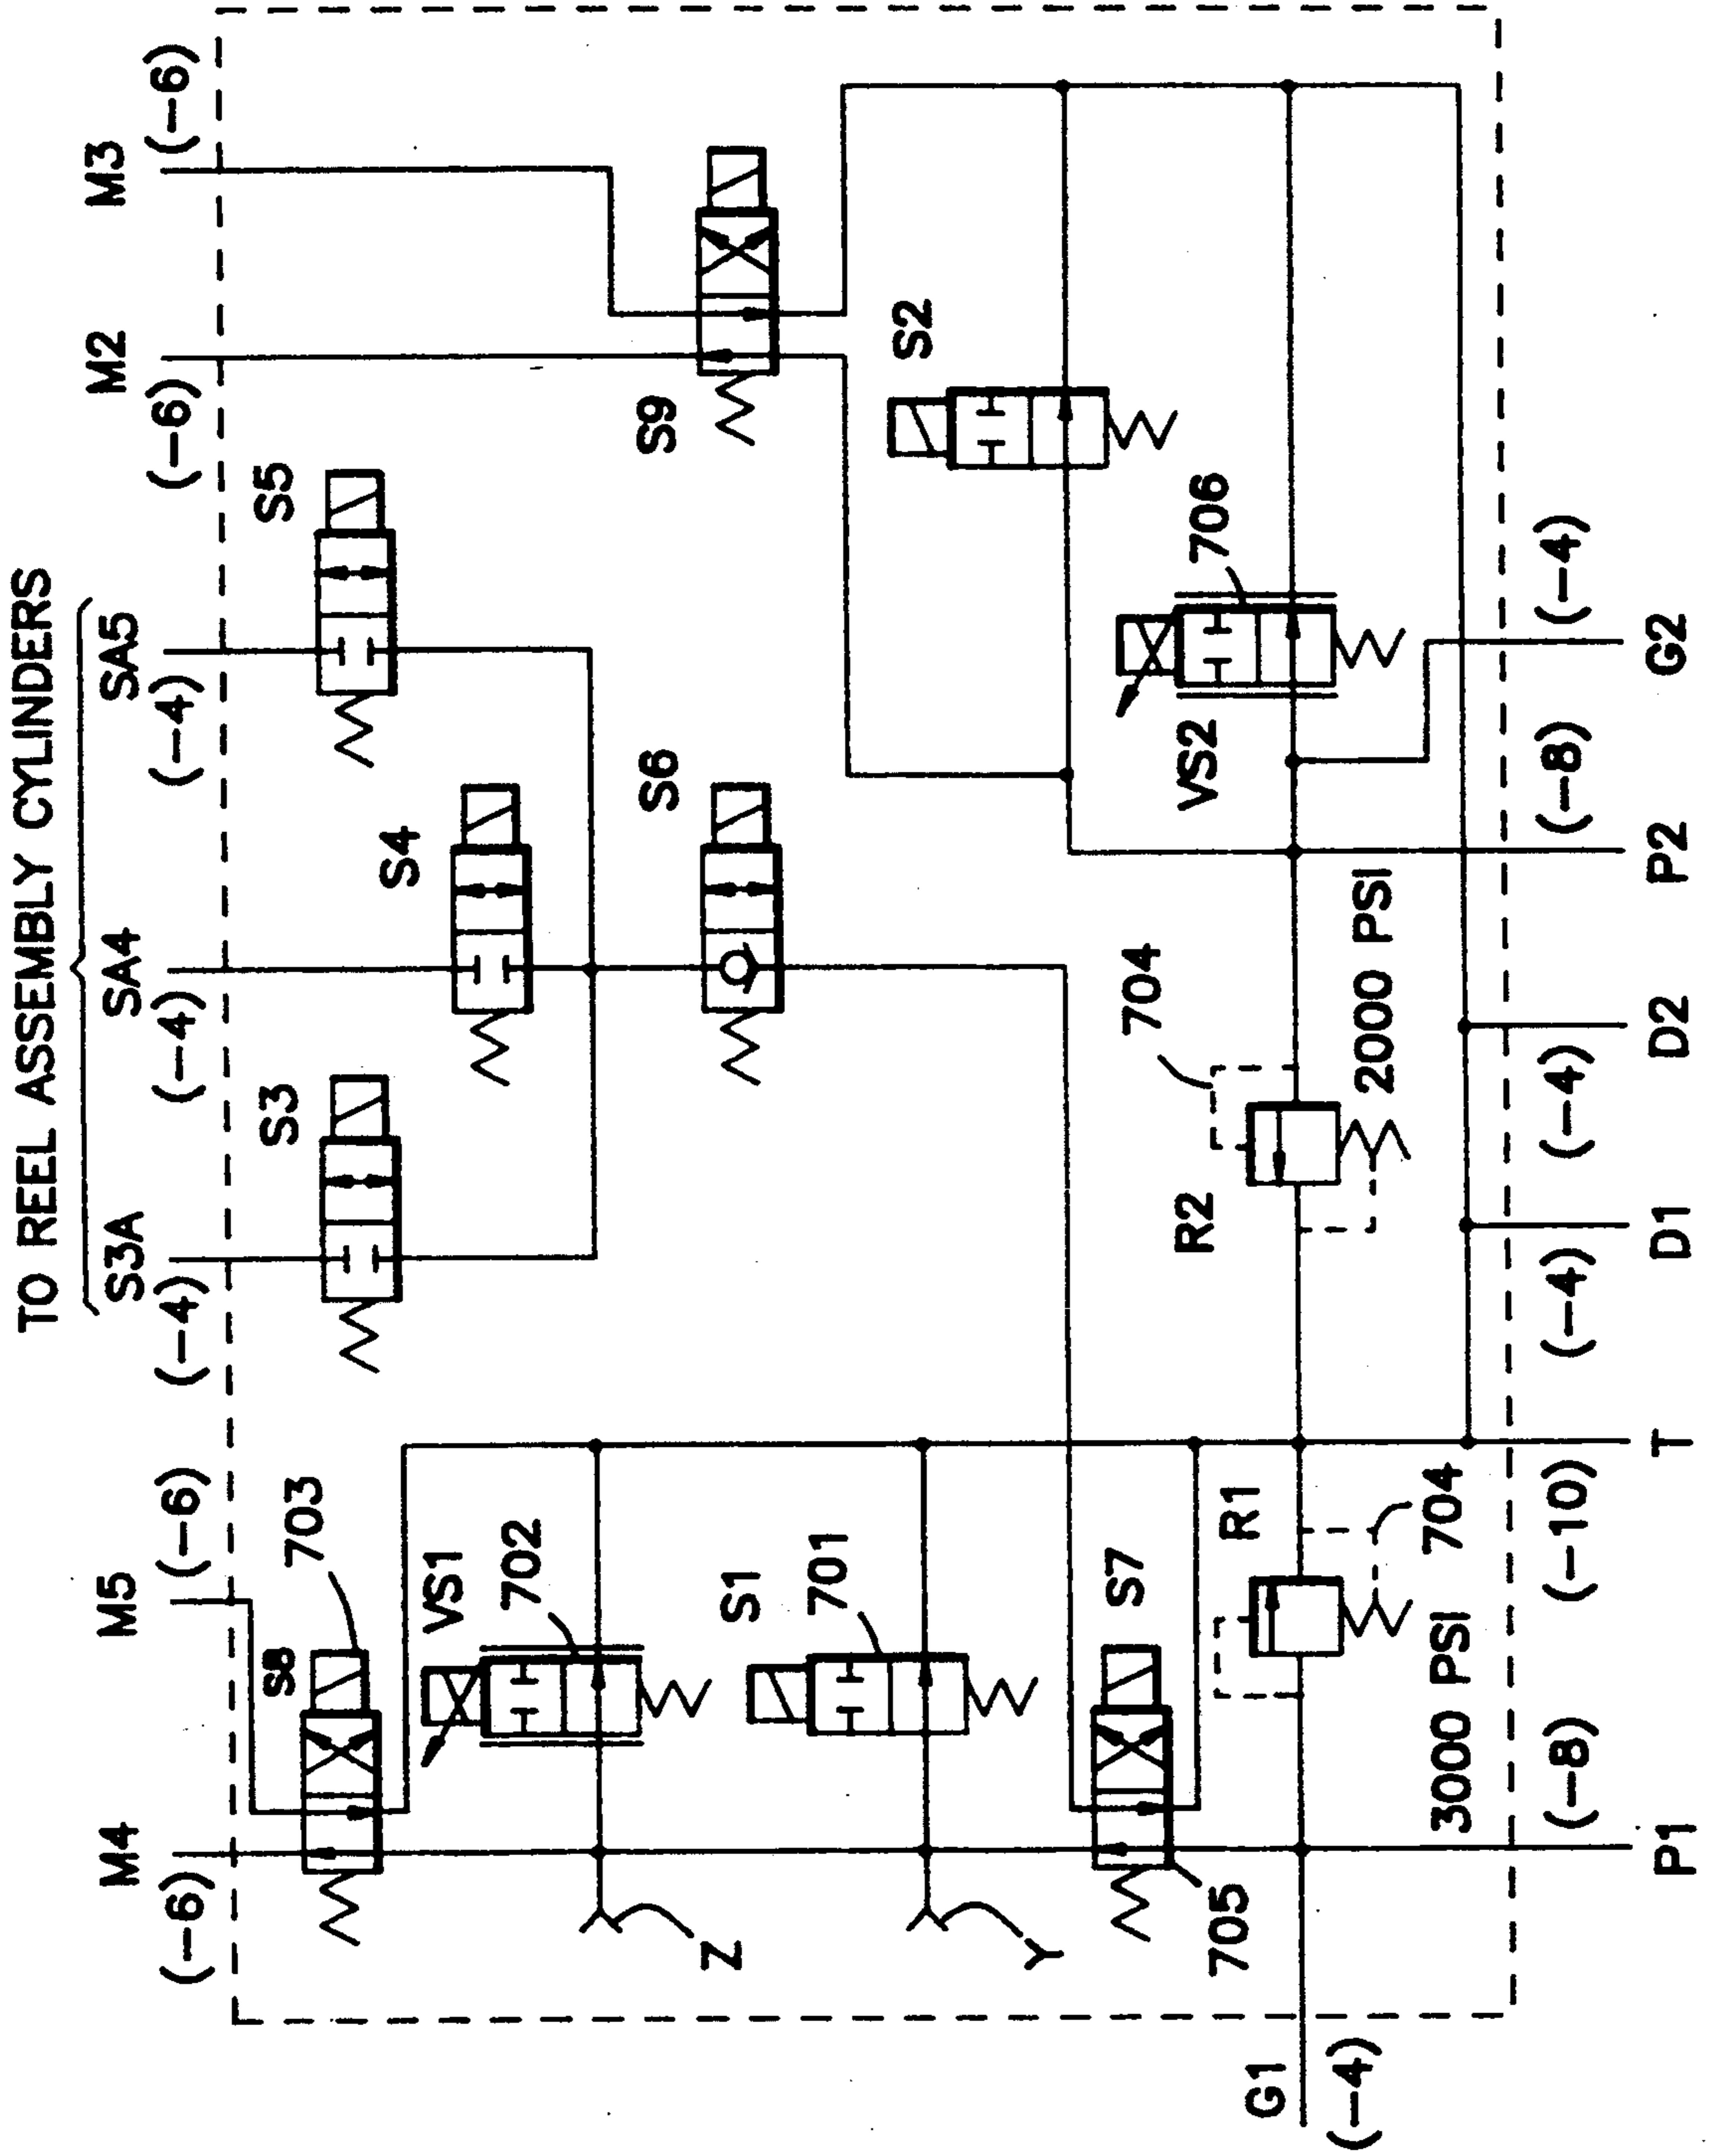 TO REEL ASSEMBLY CYLINDERS
M4
(-6)
M5
(-6)
S3A
(-4)
SA4
(-4)
SA5
(-4)
M2
(-6)
M3
(-6)
S8
703
S3
S4
S5
VS1
702
S6
S9
S1
701
S2
S7
705
R1
704
3000 PSI
R2
704
2000 PSI
VS2
706
Z
Y
G1
(-4)
(-8)
P1
(-10)
T
(-4)
D1
(-4)
D2
(-8)
P2
(-4)
G2